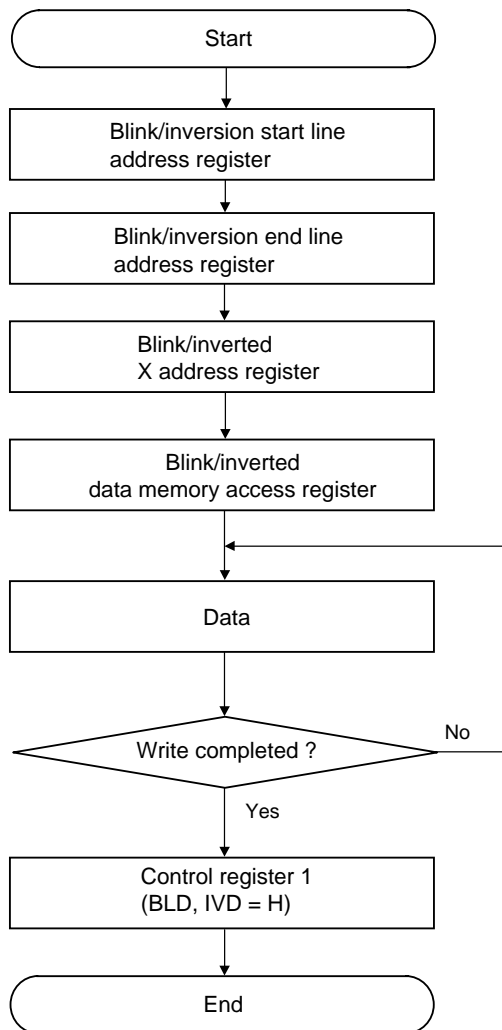 Start
Blink/inversion start line
address register
Blink/inversion end line
address register
Blink/inverted
X address register
Blink/inverted
data memory access register
Data
Write completed ?
No
Yes
Control register 1
(BLD, IVD = H)
End